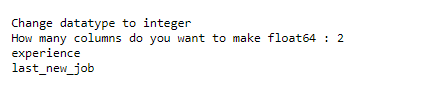 Change datatype to integer
How many columns do you want to make float64 : 2
experience
last_new_job